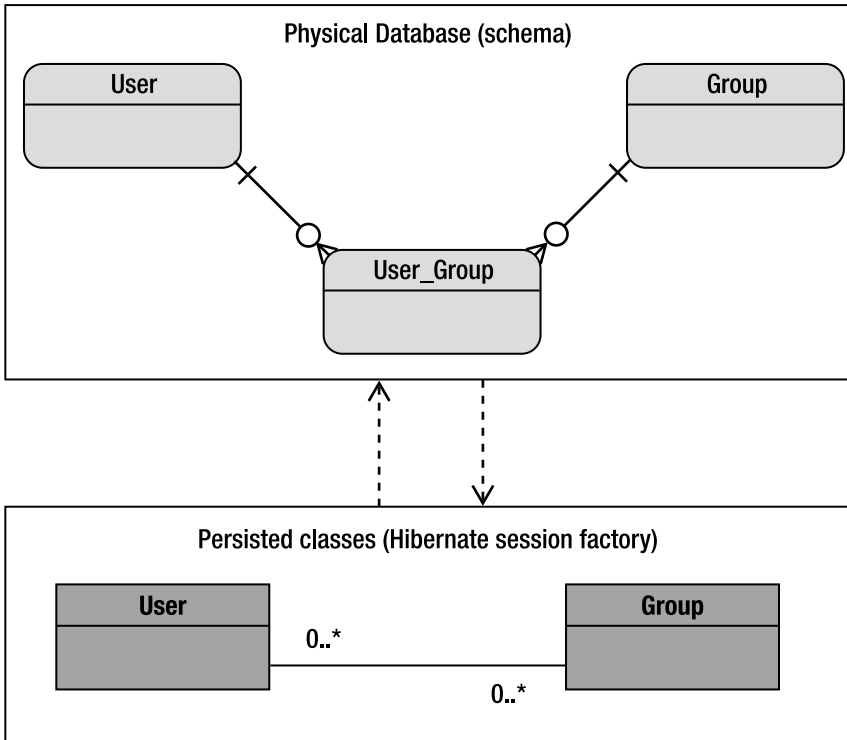 Physical Database (schema)
User
Group
User_Group
Persisted classes (Hibernate session factory)
User
Group
0..*
0..*